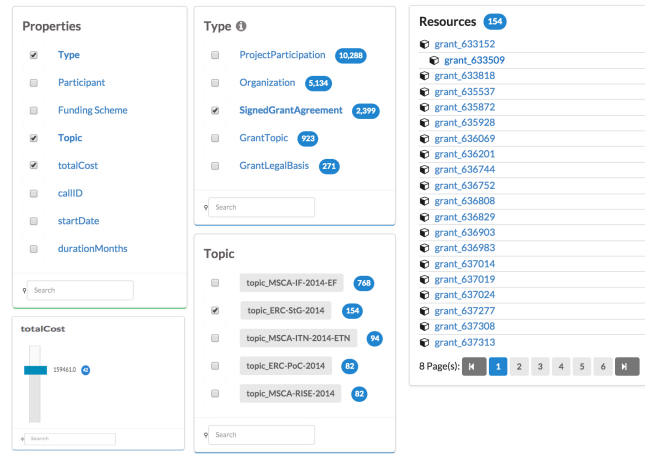 Properties
Type
Participant
Funding Scheme
Topic
totalCost
callID
startDate
durationMonths
Search
totalCost
159461.0 42
Search
Type
ProjectParticipation 10,288
Organization 5,134
SignedGrantAgreement 2,399
GrantTopic 923
GrantLegalBasis 271
Search
Topic
topic_MSCA-IF-2014-EF 768
topic_ERC-StG-2014 154
topic_MSCA-ITN-2014-ETN 94
topic_ERC-PoC-2014 82
topic_MSCA-RISE-2014 82
Search
Resources 154
grant_633152
grant_633509
grant_633818
grant_635537
grant_635872
grant_635928
grant_636069
grant_636201
grant_636744
grant_636752
grant_636808
grant_636829
grant_636903
grant_636983
grant_637014
grant_637019
grant_637024
grant_637277
grant_637308
grant_637313
8 Page(s): 1 2 3 4 5 6